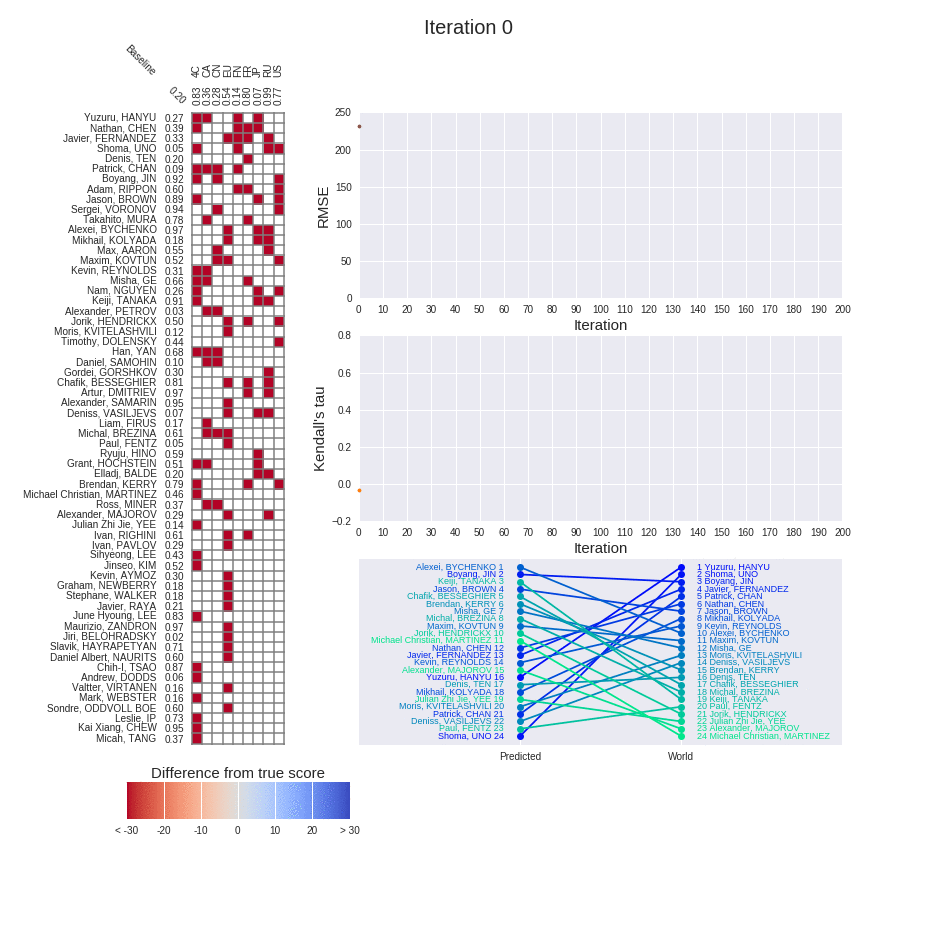 Iteration 0
Baseline 0.20
4C 0.83
CA 0.36
CN 0.28
EU 0.54
FN 0.14
FR 0.80
JP 0.07
RU 0.99
US 0.77
Yuzuru, HANYU 0.27
Nathan, CHEN 0.39
Javier, FERNANDEZ 0.33
Shoma, UNO 0.05
Denis, TEN 0.20
Patrick, CHAN 0.09
Boyang, JIN 0.92
Adam, RIPPON 0.60
Jason, BROWN 0.89
Sergei, VORONOV 0.94
Takahito, MURA 0.78
Alexei, BYCHENKO 0.97
Mikhail, KOLYADA 0.18
Max, AARON 0.55
Maxim, KOVTUN 0.52
Kevin, REYNOLDS 0.31
Misha, GE 0.66
Nam, NGUYEN 0.26
Keiji, TANAKA 0.91
Alexander, PETROV 0.03
Jorik, HENDRICKX 0.50
Moris, KVITELASHVILI 0.12
Timothy, DOLENSKY 0.44
Han, YAN 0.68
Daniel, SAMOHIN 0.10
Gordei, GORSHKOV 0.30
Chafik, BESSEGHIER 0.81
Artur, DMITRIEV 0.97
Alexander, SAMARIN 0.95
Deniss, VASILJEVS 0.07
Liam, FIRUS 0.17
Michal, BREZINA 0.61
Paul, FENTZ 0.05
Ryuju, HINO 0.59
Grant, HOCHSTEIN 0.51
Elladj, BALDE 0.20
Brendan, KERRY 0.79
Michael Christian, MARTINEZ 0.46
Ross, MINER 0.37
Alexander, MAJOROV 0.29
Julian Zhi Jie, YEE 0.14
Ivan, RIGHINI 0.61
Ivan, PAVLOV 0.29
Sihyeong, LEE 0.43
Jinseo, KIM 0.52
Kevin, AYMOZ 0.30
Graham, NEWBERRY 0.18
Stephane, WALKER 0.18
Javier, RAYA 0.21
June Hyoung, LEE 0.83
Maurizio, ZANDRON 0.97
Jiri, BELOHRADSKY 0.02
Slavik, HAYRAPETYAN 0.71
Daniel Albert, NAURITS 0.60
Chih-I, TSAO 0.87
Andrew, DODDS 0.06
Valtter, VIRTANEN 0.16
Mark, WEBSTER 0.16
Sondre, ODDVOLL BOE 0.60
Leslie, IP 0.73
Kai Xiang, CHEW 0.95
Micah, TANG 0.37
Difference from true score
< -30 -20 -10 0 10 20 > 30
RMSE
250
200
150
100
50
0
0 10 20 30 40 50 60 70 80 90 100 110 120 130 140 150 160 170 180 190 200
Iteration
Kendall's tau
0.8
0.6
0.4
0.2
0.0
−0.2
0 10 20 30 40 50 60 70 80 90 100 110 120 130 140 150 160 170 180 190 200
Iteration
Alexei, BYCHENKO 1
Boyang, JIN 2
Keiji, TANAKA 3
Jason, BROWN 4
Chafik, BESSEGHIER 5
Brendan, KERRY 6
Misha, GE 7
Michal, BREZINA 8
Maxim, KOVTUN 9
Jorik, HENDRICKX 10
Michael Christian, MARTINEZ 11
Nathan, CHEN 12
Javier, FERNANDEZ 13
Kevin, REYNOLDS 14
Alexander, MAJOROV 15
Yuzuru, HANYU 16
Denis, TEN 17
Mikhail, KOLYADA 18
Julian Zhi Jie, YEE 19
Moris, KVITELASHVILI 20
Patrick, CHAN 21
Deniss, VASILJEVS 22
Paul, FENTZ 23
Shoma, UNO 24
1 Yuzuru, HANYU
2 Shoma, UNO
3 Boyang, JIN
4 Javier, FERNANDEZ
5 Patrick, CHAN
6 Nathan, CHEN
7 Jason, BROWN
8 Mikhail, KOLYADA
9 Kevin, REYNOLDS
10 Alexei, BYCHENKO
11 Maxim, KOVTUN
12 Misha, GE
13 Moris, KVITELASHVILI
14 Deniss, VASILJEVS
15 Brendan, KERRY
16 Denis, TEN
17 Chafik, BESSEGHIER
18 Michal, BREZINA
19 Keiji, TANAKA
20 Paul, FENTZ
21 Jorik, HENDRICKX
22 Julian Zhi Jie, YEE
23 Alexander, MAJOROV
24 Michael Christian, MARTINEZ
Predicted World